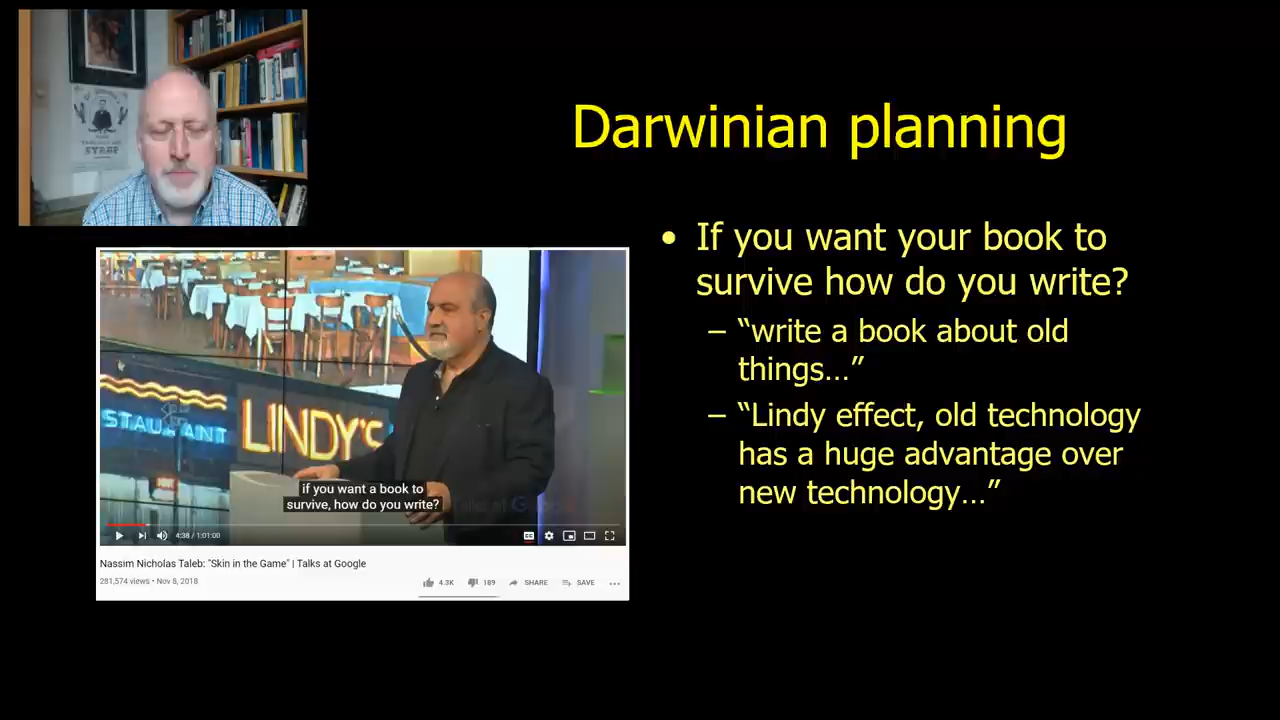 SYRUP
Darwinian planning
• If you want your book to
survive how do you write?
– “write a book about old
things…”
– “Lindy effect, old technology
has a huge advantage over
new technology…”
STAURANT
LINDY'S
if you want a book to
survive, how do you write?
4:38 / 1:01:00
CC
Nassim Nicholas Taleb: "Skin in the Game" | Talks at Google
281,574 views • Nov 8, 2018
4.3K
189
SHARE
SAVE